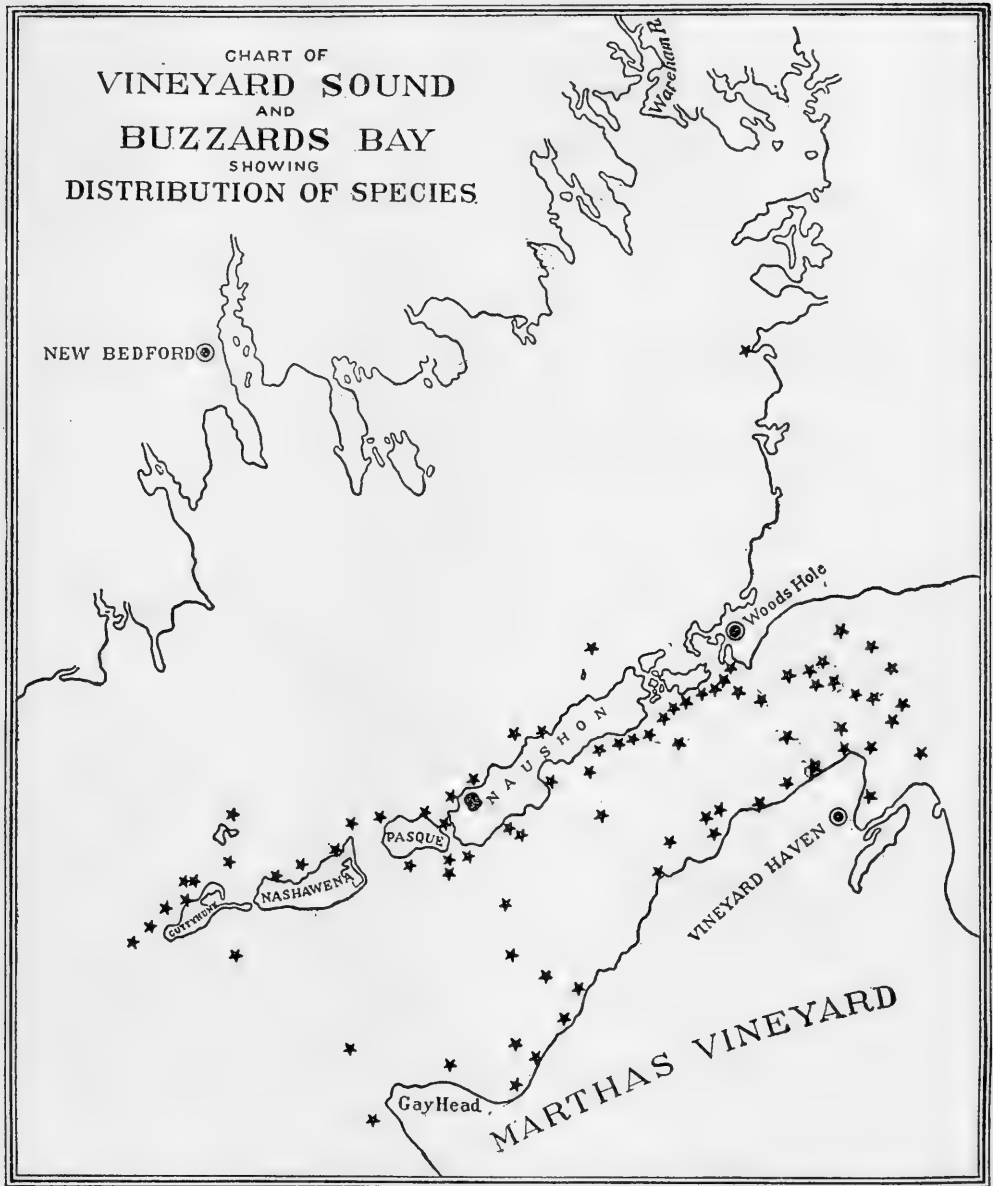 CHART OF
VINEYARD SOUND
AND
BUZZARDS BAY
SHOWING
DISTRIBUTION OF SPECIES
Wareham R
NEW BEDFORD
Woods Hole
NAUSHON
PASQUE
NASHAWENA
CUTTYHUNK
VINEYARD HAVEN
MARTHAS VINEYARD
Gay Head